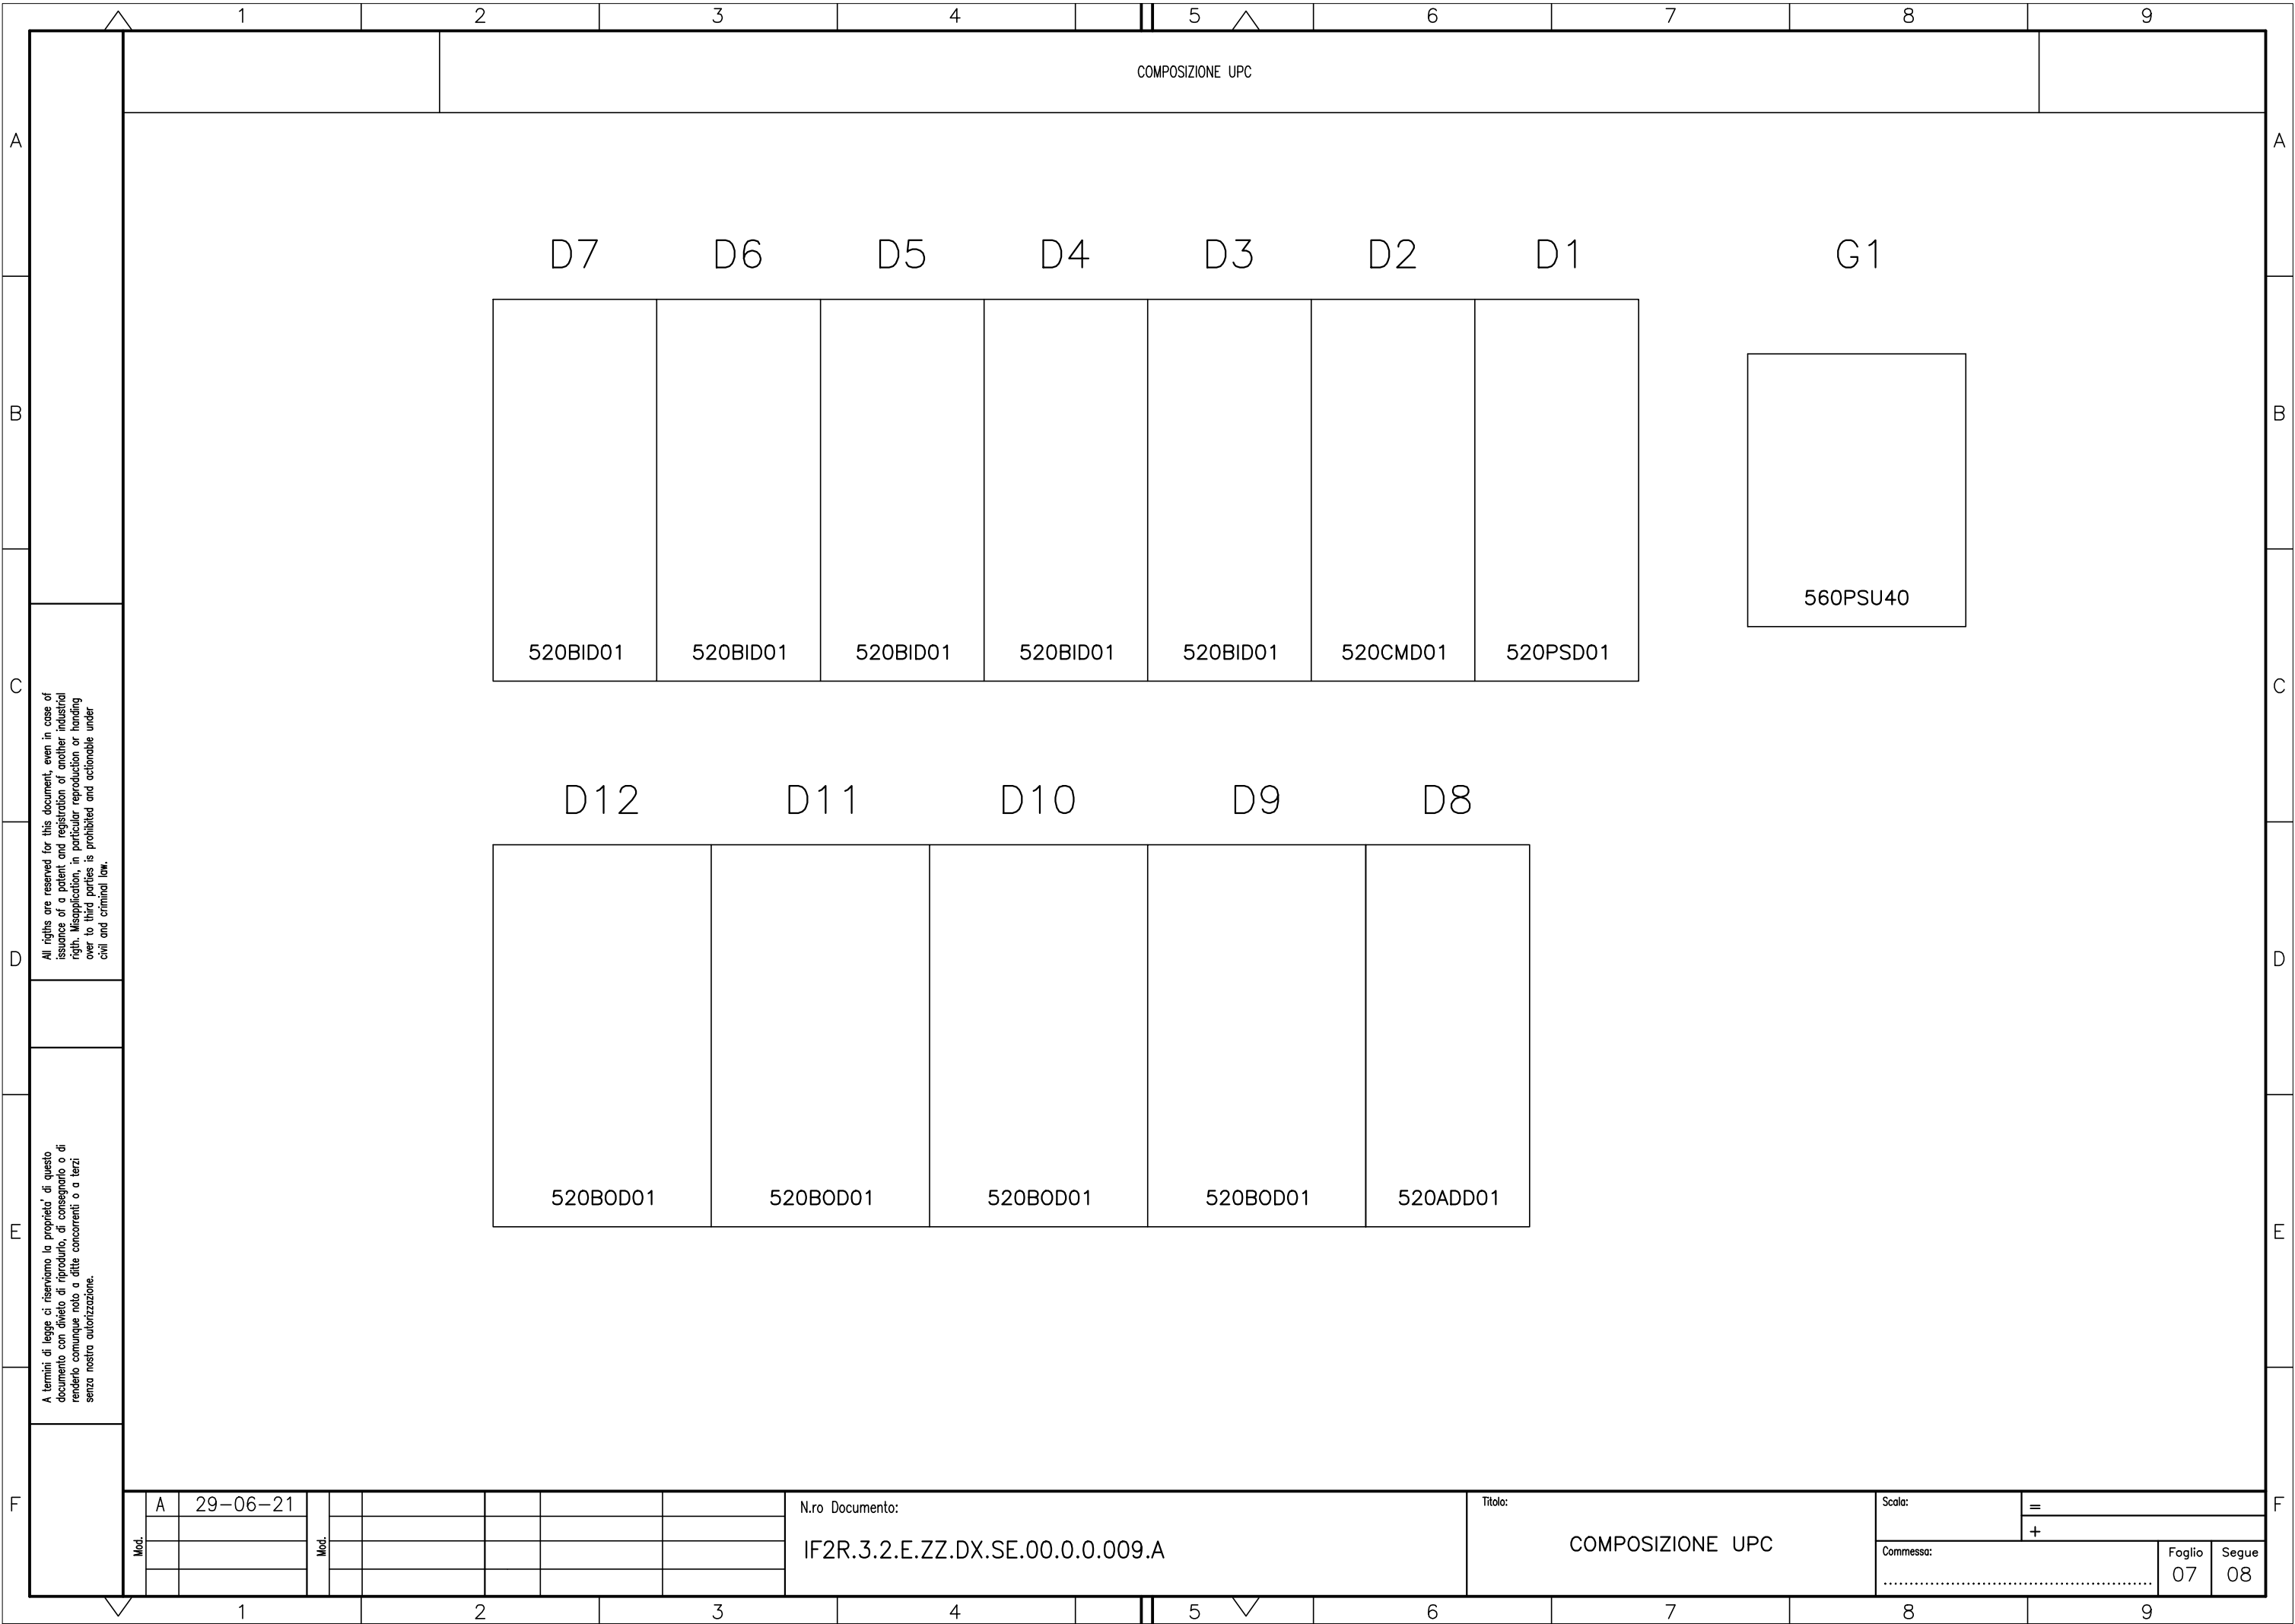 1 2 3 4 5 6 7 8 9
COMPOSIZIONE UPC
A A
D7 D6 D5 D4 D3 D2 D1 G1
B B
560PSU40
520BID01 520BID01 520BID01 520BID01 520BID01 520CMD01 520PSD01
C C
All rigths are reserved for this document, even in case of
issuance of a patent and registration of another industrial
rigth. Misapplication, in particular reproduction or handing
over to third parties is prohibited and actionable under
civil and criminal law.
D12 D11 D10 D9 D8
D D
520BOD01 520BOD01 520BOD01 520BOD01 520ADD01
E E
A termini di legge ci riserviamo la proprieta' di questo
documento con divieto di riprodurlo, di consegnarlo o di
renderlo comunque noto a ditte concorrenti o a terzi
senza nostra autorizzazione.
F F
A 29-06-21
Mod. Mod.
N.ro Documento:
IF2R.3.2.E.ZZ.DX.SE.00.0.0.009.A
Titolo:
COMPOSIZIONE UPC
Scala:
=
+
Commessa:
Foglio Segue
07 08
1 2 3 4 5 6 7 8 9